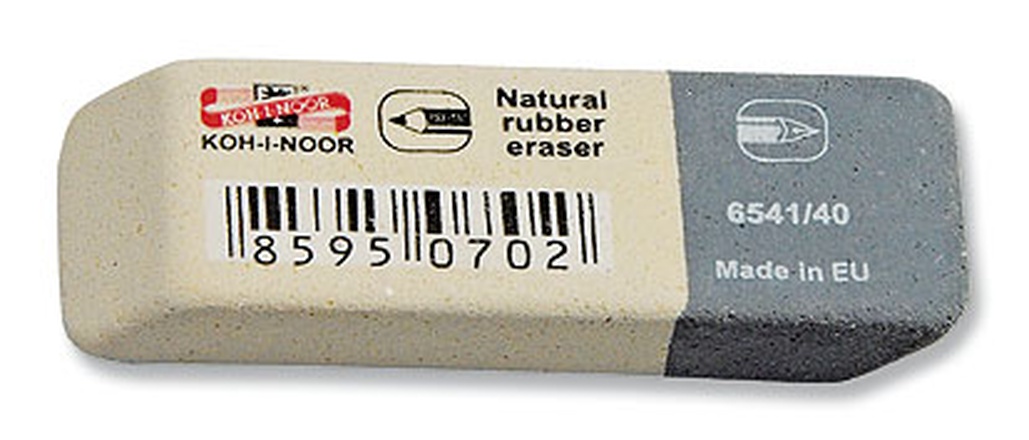 KOH-I-NOOR
KOH-I-NOOR
Natural
rubber
eraser
8595 0702
6541/40
Made in EU